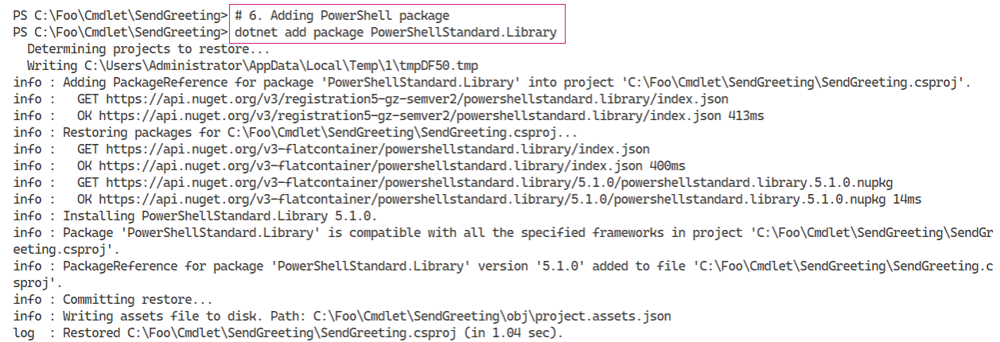 PS C:\Foo\Cmdlet\SendGreeting> # 6. Adding PowerShell package
PS C:\Foo\Cmdlet\SendGreeting> dotnet add package PowerShellStandard.Library
  Determining projects to restore...
  Writing C:\Users\Administrator\AppData\Local\Temp\1\tmpDF50.tmp
info : Adding PackageReference for package 'PowerShellStandard.Library' into project 'C:\Foo\Cmdlet\SendGreeting\SendGreeting.csproj'.
info :   GET https://api.nuget.org/v3/registration5-gz-semver2/powershellstandard.library/index.json
info :   OK https://api.nuget.org/v3/registration5-gz-semver2/powershellstandard.library/index.json 413ms
info : Restoring packages for C:\Foo\Cmdlet\SendGreeting\SendGreeting.csproj...
info :   GET https://api.nuget.org/v3-flatcontainer/powershellstandard.library/index.json
info :   OK https://api.nuget.org/v3-flatcontainer/powershellstandard.library/index.json 400ms
info :   GET https://api.nuget.org/v3-flatcontainer/powershellstandard.library/5.1.0/powershellstandard.library.5.1.0.nupkg
info :   OK https://api.nuget.org/v3-flatcontainer/powershellstandard.library/5.1.0/powershellstandard.library.5.1.0.nupkg 14ms
info : Installing PowerShellStandard.Library 5.1.0.
info : Package 'PowerShellStandard.Library' is compatible with all the specified frameworks in project 'C:\Foo\Cmdlet\SendGreeting\SendGr
eeting.csproj'.
info : PackageReference for package 'PowerShellStandard.Library' version '5.1.0' added to file 'C:\Foo\Cmdlet\SendGreeting\SendGreeting.c
sproj'.
info : Committing restore...
info : Writing assets file to disk. Path: C:\Foo\Cmdlet\SendGreeting\obj\project.assets.json
log  : Restored C:\Foo\Cmdlet\SendGreeting\SendGreeting.csproj (in 1.04 sec).